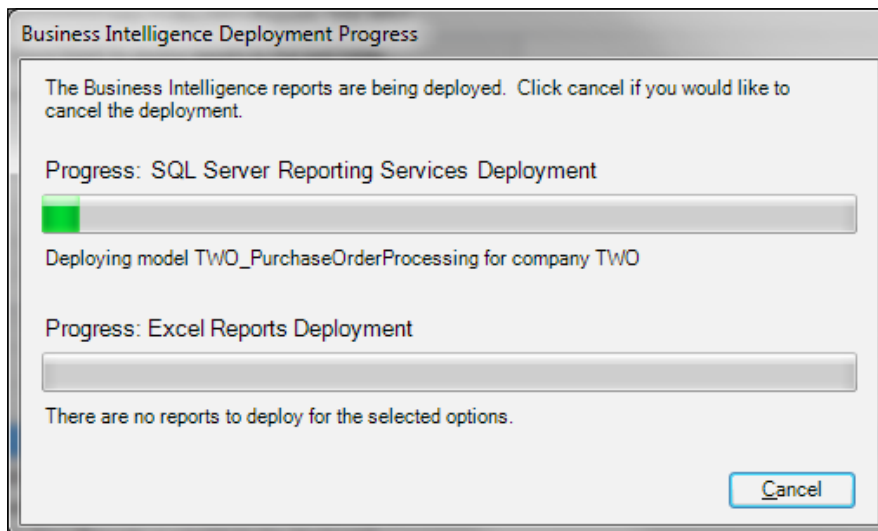 Business Intelligence Deployment Progress
The Business Intelligence reports are being deployed. Click cancel if you would like to
cancel the deployment.
Progress: SQL Server Reporting Services Deployment
Deploying model TWO_PurchaseOrderProcessing for company TWO
Progress: Excel Reports Deployment
There are no reports to deploy for the selected options.
Cancel